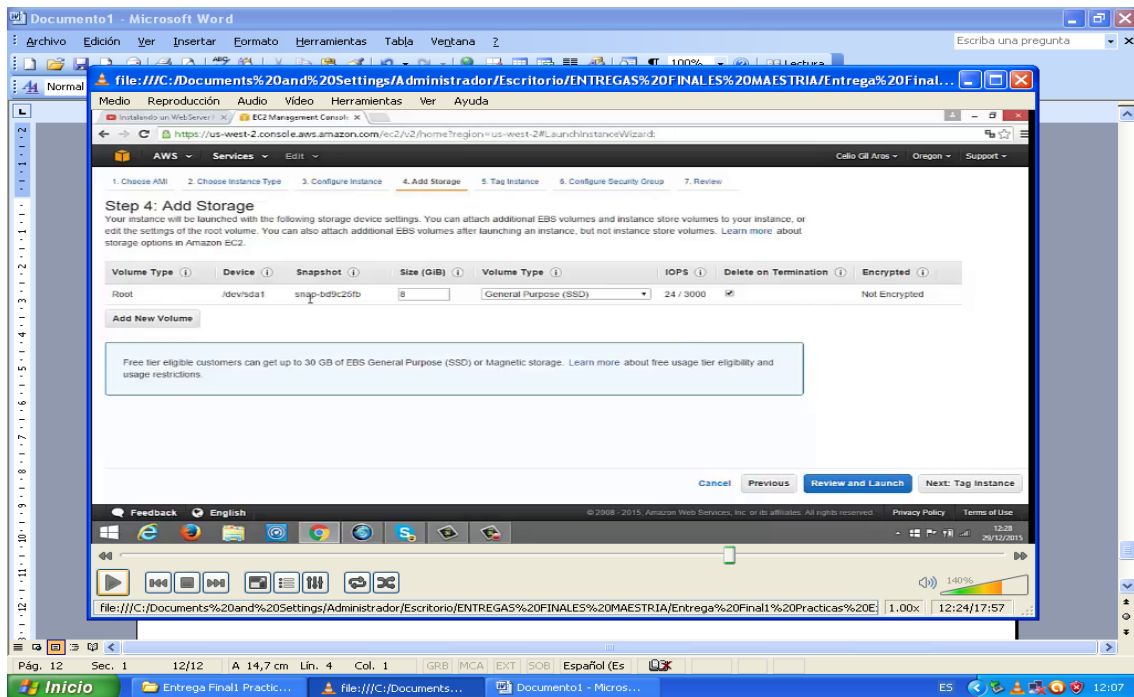 Documento1 - Microsoft Word
Archivo Edición Ver Insertar Formato Herramientas Tabla Ventana ? Escriba una pregunta
100% Lectura
Normal
file:///C:/Documents%20and%20Settings/Administrador/Escritorio/ENTREGAS%20FINALES%20MAESTRIA/Entrega%20Final...
Medio Reproducción Audio Vídeo Herramientas Ver Ayuda
Instalando un WebServer EC2 Management Consol
https://us-west-2.console.aws.amazon.com/ec2/v2/home?region=us-west-2#LaunchInstanceWizard:
AWS Services Edit Celio Gil Aros Oregon Support
1. Choose AMI 2. Choose Instance Type 3. Configure Instance 4. Add Storage 5. Tag Instance 6. Configure Security Group 7. Review
Step 4: Add Storage
Your instance will be launched with the following storage device settings. You can attach additional EBS volumes and instance store volumes to your instance, or
edit the settings of the root volume. You can also attach additional EBS volumes after launching an instance, but not instance store volumes. Learn more about
storage options in Amazon EC2.
Volume Type Device Snapshot Size (GiB) Volume Type IOPS Delete on Termination Encrypted
Root /dev/sda1 snap-bd9c25fb 8 General Purpose (SSD) 24 / 3000 Not Encrypted
Add New Volume
Free tier eligible customers can get up to 30 GB of EBS General Purpose (SSD) or Magnetic storage. Learn more about free usage tier eligibility and
usage restrictions.
Cancel Previous Review and Launch Next: Tag Instance
Feedback English © 2008 - 2015, Amazon Web Services, Inc. or its affiliates. All rights reserved. Privacy Policy Terms of Use
12:28
29/12/2015
140%
file:///C:/Documents%20and%20Settings/Administrador/Escritorio/ENTREGAS%20FINALES%20MAESTRIA/Entrega%20Final1%20Practicas%20E: 1.00x 12:24/17:57
Pág. 12 Sec. 1 12/12 A 14,7 cm Lín. 4 Col. 1 GRB MCA EXT SOB Español (Es
Inicio Entrega Final1 Practic... file:///C:/Documents... Documento1 - Micros... ES 12:07